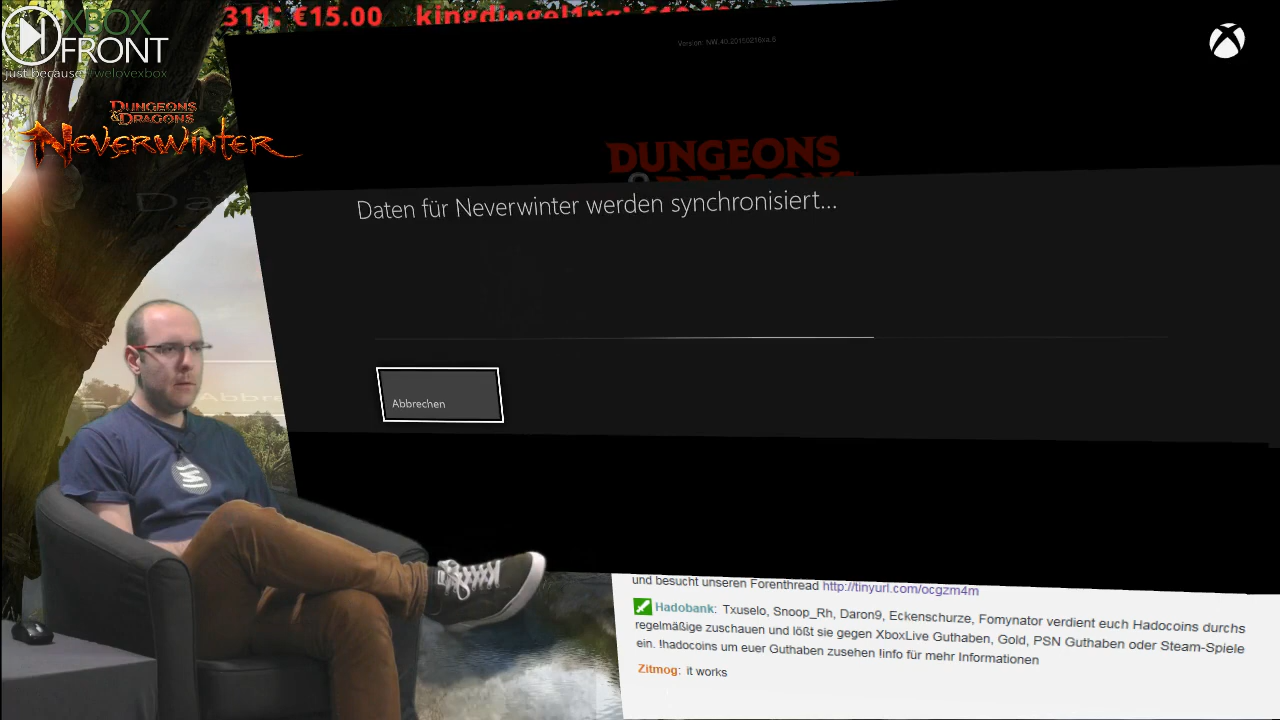 311: €15.00 kingdingel1ng:
XBOX
FRONT
just because #welovexbox
DUNGEONS
& DRAGONS
NEVERWINTER
DUNGEONS
& DRAGONS
Daten für Neverwinter werden synchronisiert...
Abbrechen
und besucht unseren Forenthread http://tinyurl.com/ocgzm4m
Hadobank: Txuselo, Snoop_Rh, Daron9, Eckenschurze, Fomynator verdient euch Hadocoins durchs
regelmäßige zuschauen und lößt sie gegen XboxLive Guthaben, Gold, PSN Guthaben oder Steam-Spiele
ein. !hadocoins um euer Guthaben zusehen !info für mehr Informationen
Zitmog: it works